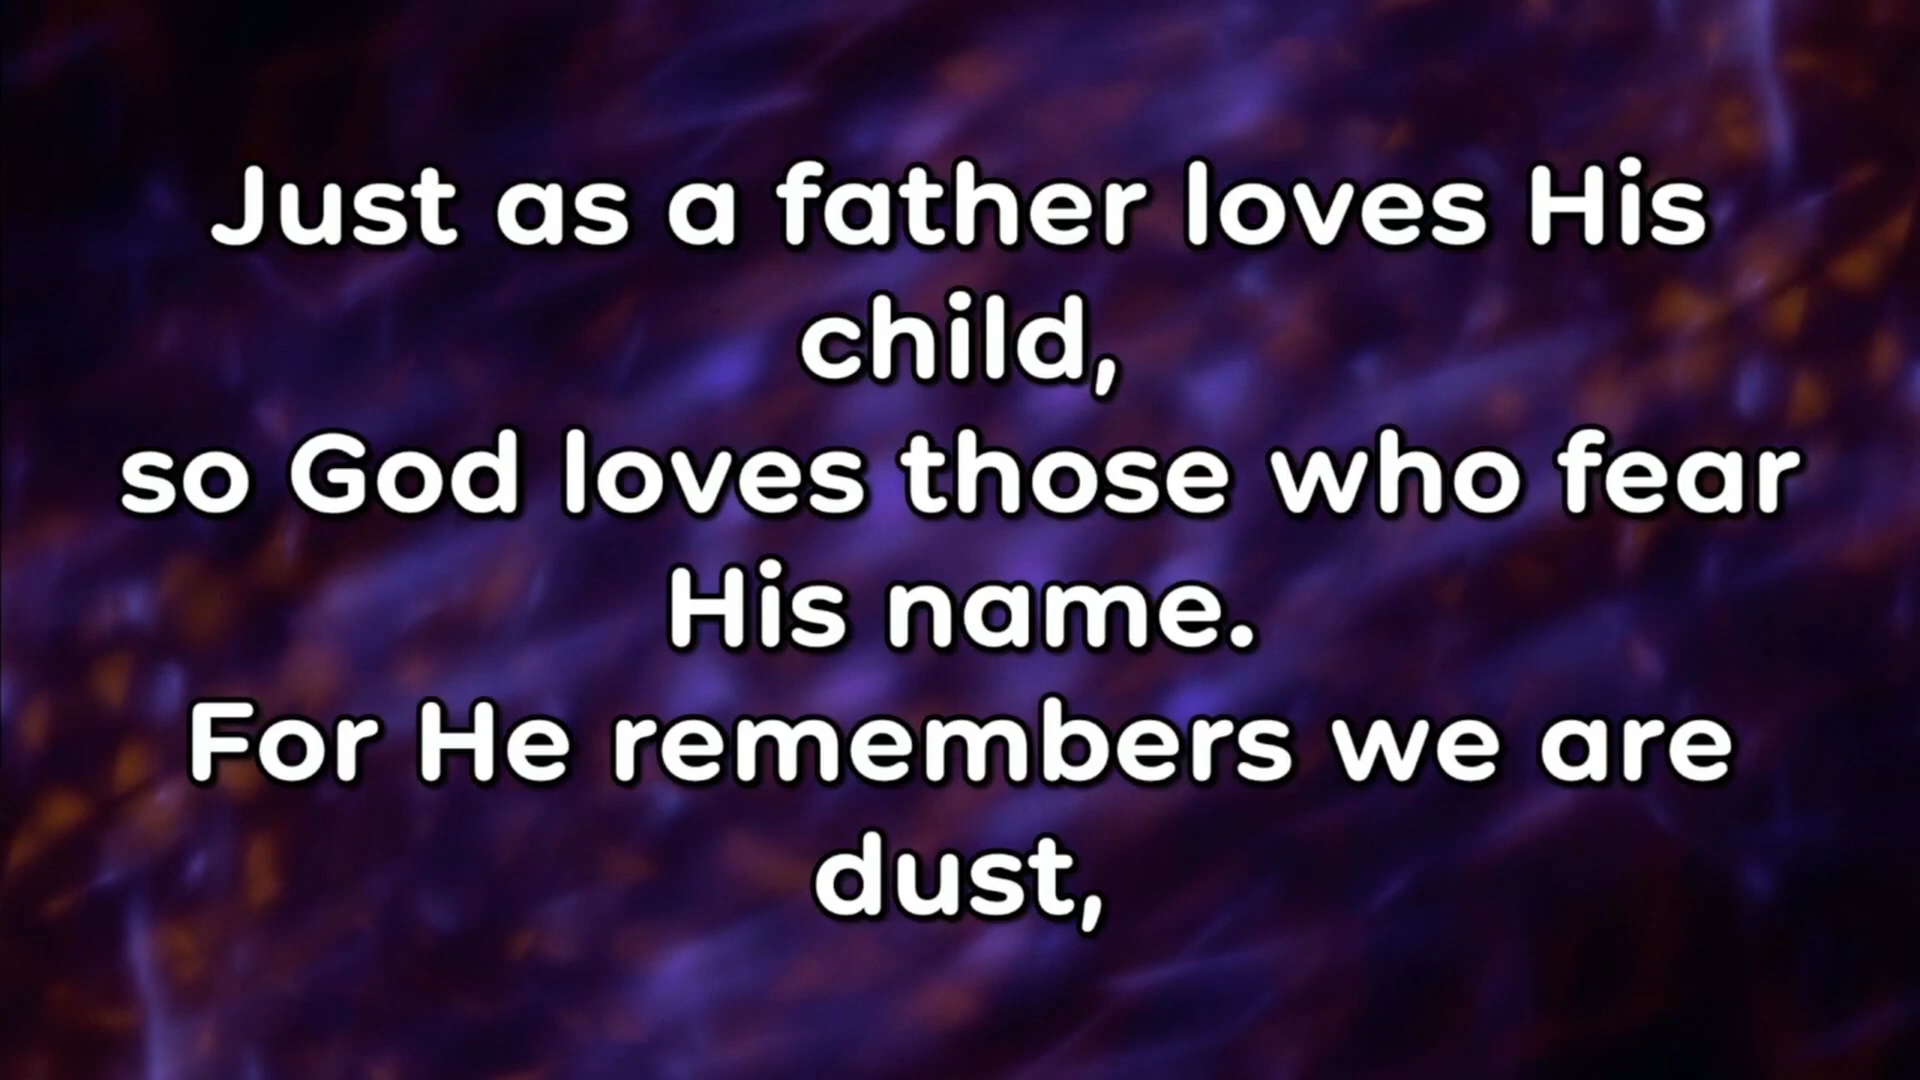 Just as a father loves His
child,
so God loves those who fear
His name.
For He remembers we are
dust,